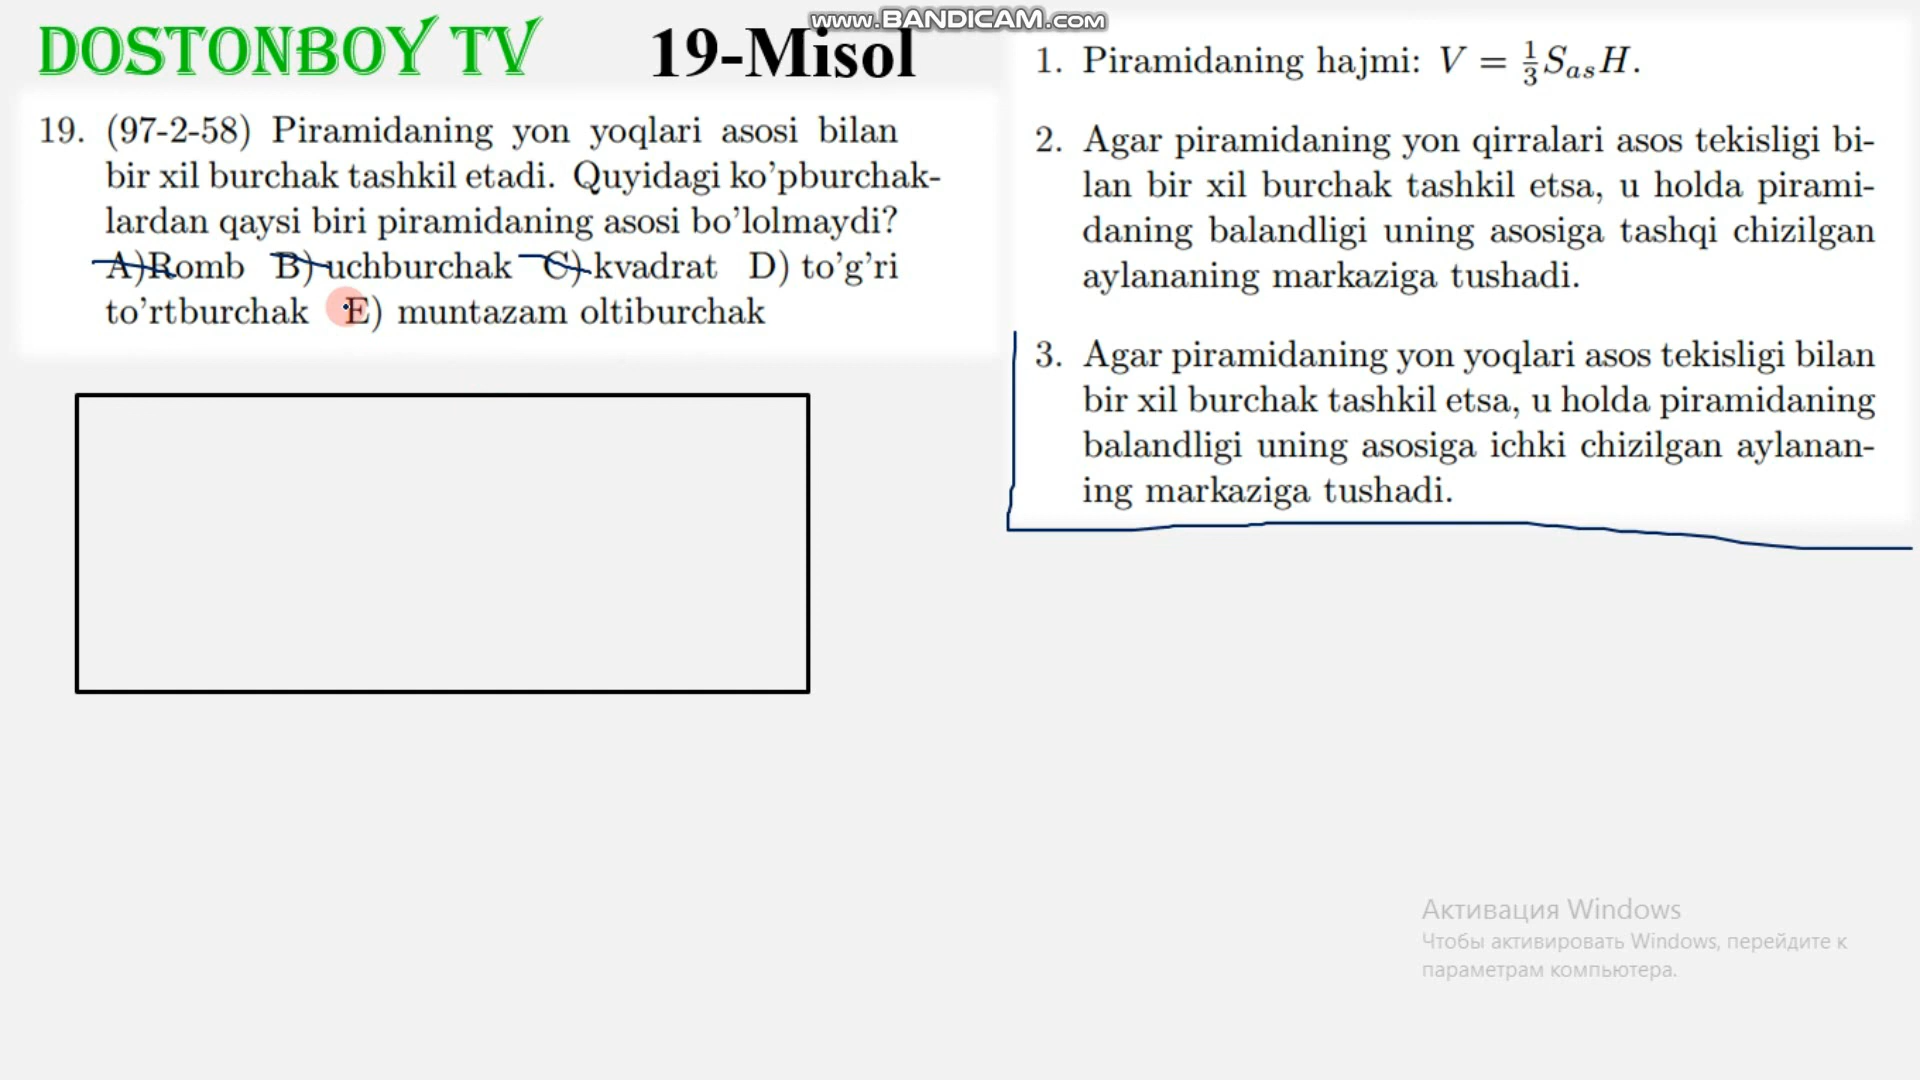 www.BANDICAM.com
DOSTONBOY TV
19-Misol
19. (97-2-58) Piramidaning yon yoqlari asosi bilan
bir xil burchak tashkil etadi. Quyidagi ko'pburchak-
lardan qaysi biri piramidaning asosi bo'lolmaydi?
A) Romb B) uchburchak C) kvadrat D) to'g'ri
to'rtburchak E) muntazam oltiburchak
1. Piramidaning hajmi: V = \frac{1}{3}S_{as}H.
2. Agar piramidaning yon qirralari asos tekisligi bi-
lan bir xil burchak tashkil etsa, u holda pirami-
daning balandligi uning asosiga tashqi chizilgan
aylananing markaziga tushadi.
3. Agar piramidaning yon yoqlari asos tekisligi bilan
bir xil burchak tashkil etsa, u holda piramidaning
balandligi uning asosiga ichki chizilgan aylanan-
ing markaziga tushadi.
Активация Windows
Чтобы активировать Windows, перейдите к
параметрам компьютера.